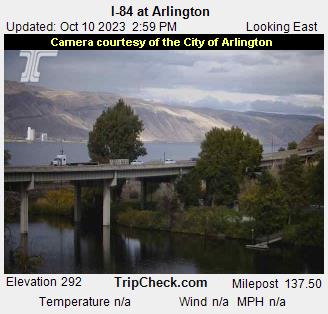 I-84 at Arlington
Updated: Oct 10 2023 2:59 PM Looking East
Camera courtesy of the City of Arlington
Elevation 292 TripCheck.com Milepost 137.50
Temperature n/a Wind n/a MPH n/a